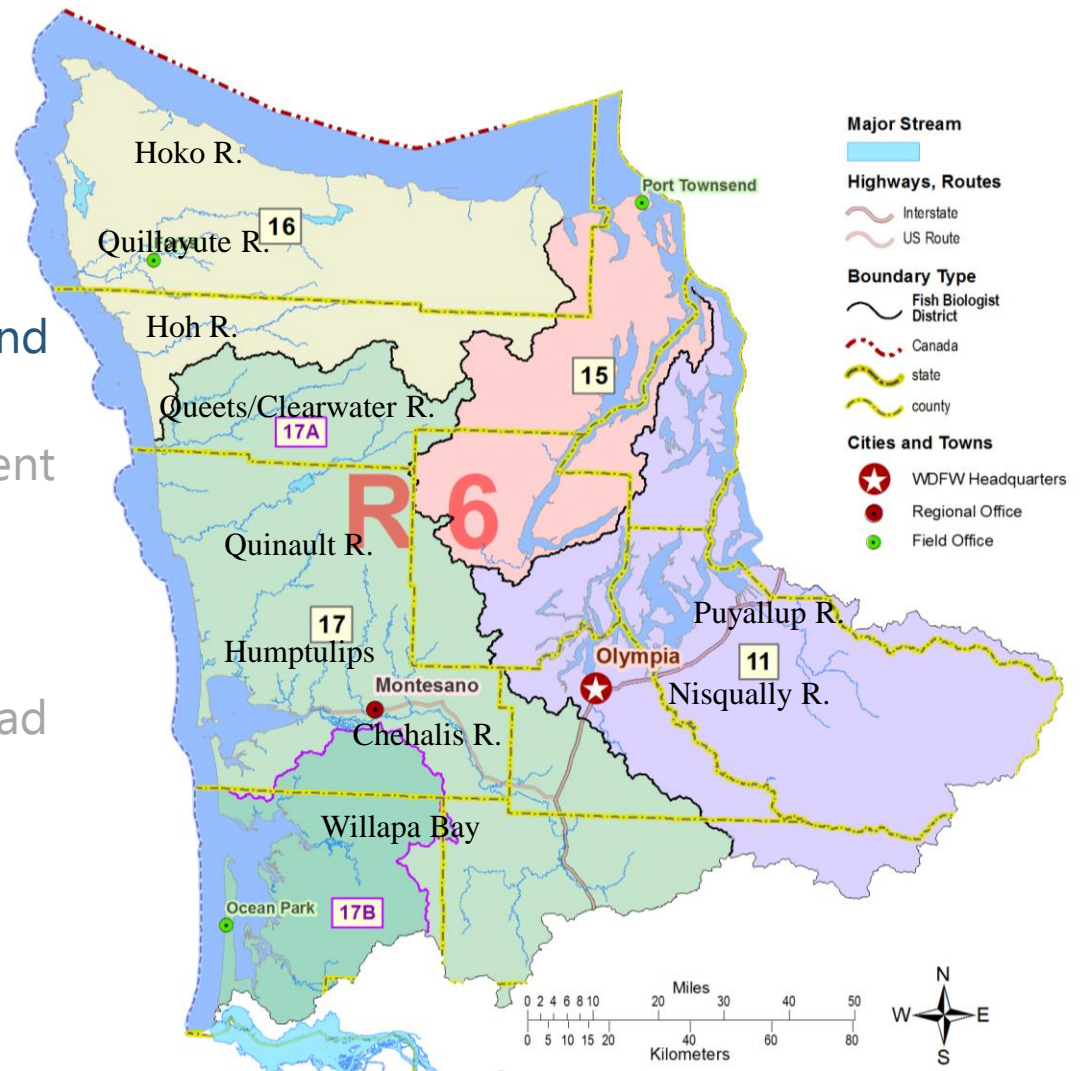 nd
ent
ad
Hoko R.
16
Port Townsend
Quillayute R.
Hoh R.
15
Queets/Clearwater R.
17A
R 6
Quinault R.
17
Humptulips
Montesano
Puyallup R.
Olympia
11
Nisqually R.
Chehalis R.
Willapa Bay
Ocean Park
17B
Major Stream
Highways, Routes
Interstate
US Route
Boundary Type
Fish Biologist
District
Canada
state
county
Cities and Towns
WDFW Headquarters
Regional Office
Field Office
Miles
0 2 4 6 8 10 20 30 40 50
0 5 10 15 20 40 60 80
Kilometers
N
W E
S